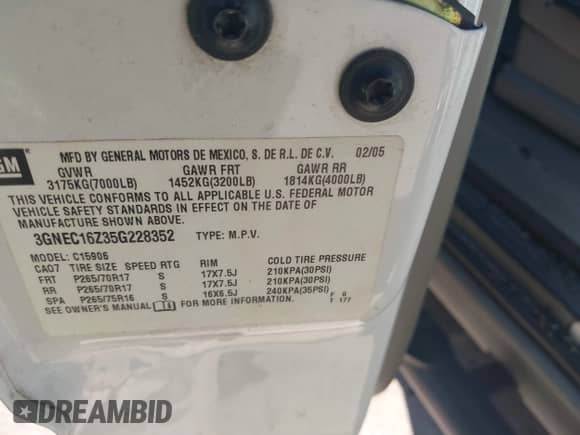 GM MFD BY GENERAL MOTORS DE MEXICO, S. DE R.L. DE C.V. 02/05
GVWR GAWR FRT GAWR RR
3175KG(7000LB) 1452KG(3200LB) 1814KG(4000LB)
THIS VEHICLE CONFORMS TO ALL APPLICABLE U.S. FEDERAL MOTOR
VEHICLE SAFETY STANDARDS IN EFFECT ON THE DATE OF
MANUFACTURE SHOWN ABOVE.
3GNEC16Z35G228352 TYPE: M.P.V.
MODEL: C15906
CA07 TIRE SIZE SPEED RTG RIM COLD TIRE PRESSURE
FRT P265/70R17 S 17X7.5J 210KPA(30PSI)
RR P265/70R17 S 17X7.5J 210KPA(30PSI)
SPA P265/75R16 S 16X6.5J 240KPA(35PSI)
SEE OWNER'S MANUAL FOR MORE INFORMATION. F 6
T 177
DREAMBID